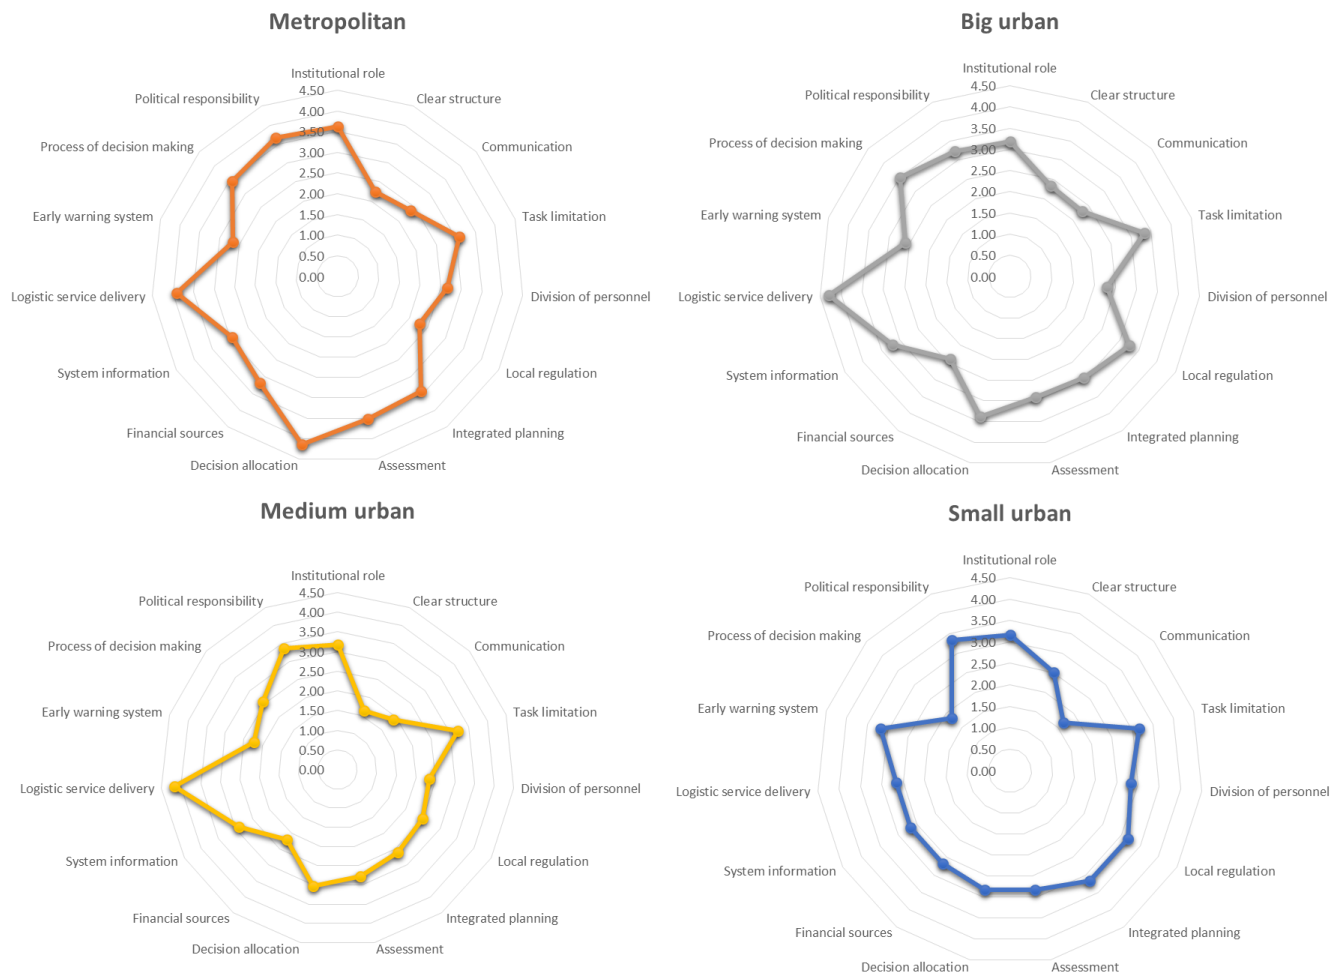 Metropolitan
Institutional role
4.50
4.00
3.50
3.00
2.50
2.00
1.50
1.00
0.50
0.00
Clear structure
Communication
Task limitation
Division of personnel
Local regulation
Integrated planning
Assessment
Decision allocation
Financial sources
System information
Logistic service delivery
Early warning system
Process of decision making
Political responsibility
Big urban
Institutional role
4.50
4.00
3.50
3.00
2.50
2.00
1.50
1.00
0.50
0.00
Clear structure
Communication
Task limitation
Division of personnel
Local regulation
Integrated planning
Assessment
Decision allocation
Financial sources
System information
Logistic service delivery
Early warning system
Process of decision making
Political responsibility
Medium urban
Institutional role
4.50
4.00
3.50
3.00
2.50
2.00
1.50
1.00
0.50
0.00
Clear structure
Communication
Task limitation
Division of personnel
Local regulation
Integrated planning
Assessment
Decision allocation
Financial sources
System information
Logistic service delivery
Early warning system
Process of decision making
Political responsibility
Small urban
Institutional role
4.50
4.00
3.50
3.00
2.50
2.00
1.50
1.00
0.50
0.00
Clear structure
Communication
Task limitation
Division of personnel
Local regulation
Integrated planning
Assessment
Decision allocation
Financial sources
System information
Logistic service delivery
Early warning system
Process of decision making
Political responsibility